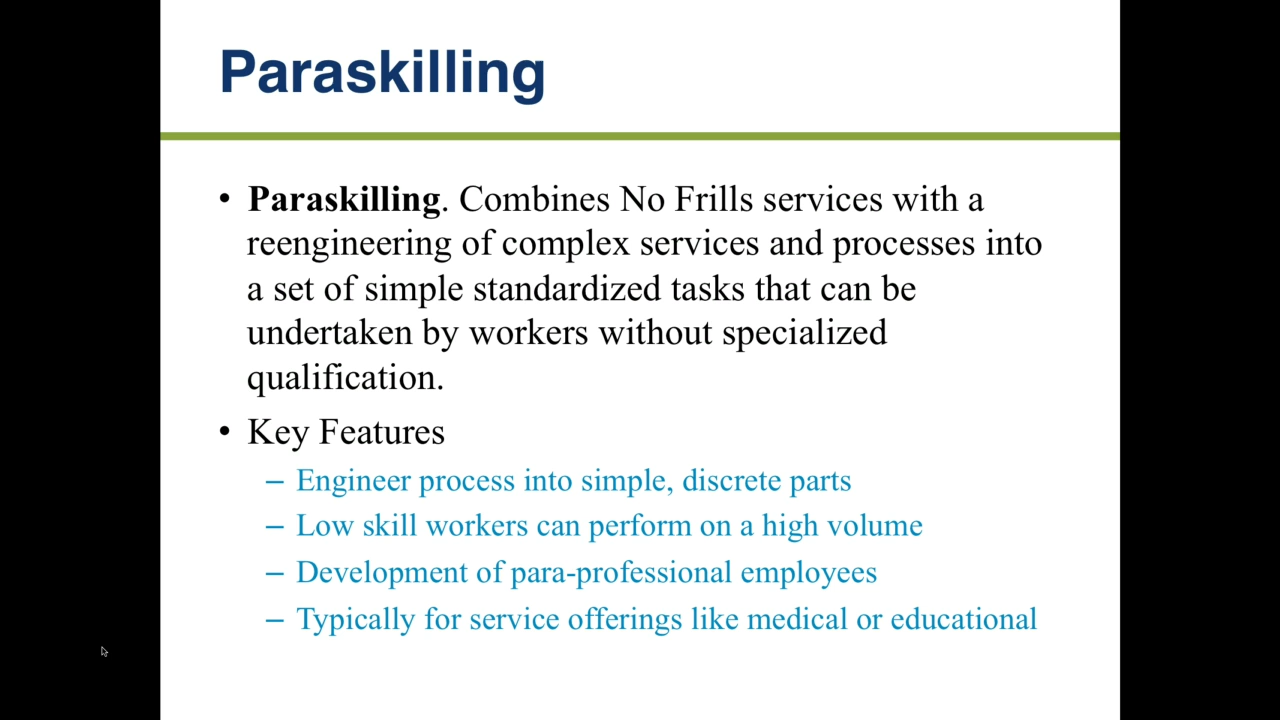 Paraskilling
• Paraskilling. Combines No Frills services with a
reengineering of complex services and processes into
a set of simple standardized tasks that can be
undertaken by workers without specialized
qualification.
• Key Features
– Engineer process into simple, discrete parts
– Low skill workers can perform on a high volume
– Development of para-professional employees
– Typically for service offerings like medical or educational